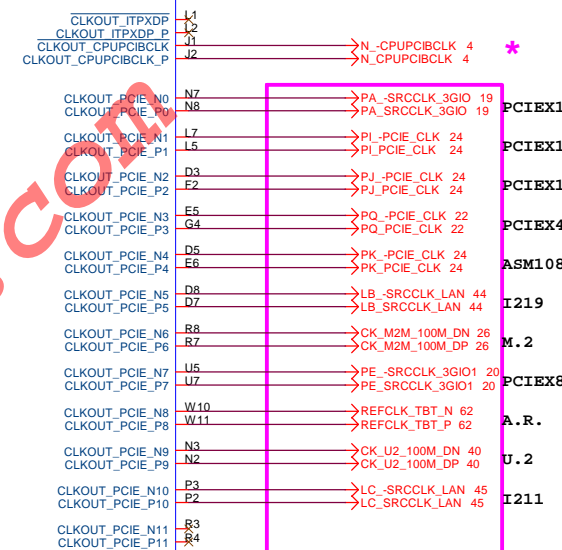 CLKOUT_ITPXDP L1
CLKOUT_ITPXDP_P L2
CLKOUT_CPUPCIBCLK J1 N_-CPUPCIBCLK 4 *
CLKOUT_CPUPCIBCLK_P J2 N_CPUPCIBCLK 4
CLKOUT_PCIE_N0 N7 PA_-SRCCLK_3GIO 19
CLKOUT_PCIE_P0 N8 PA_SRCCLK_3GIO 19 PCIEX1
CLKOUT_PCIE_N1 L7 PI_-PCIE_CLK 24
CLKOUT_PCIE_P1 L5 PI_PCIE_CLK 24 PCIEX1
CLKOUT_PCIE_N2 D3 PJ_-PCIE_CLK 24
CLKOUT_PCIE_P2 F2 PJ_PCIE_CLK 24 PCIEX1
CLKOUT_PCIE_N3 E5 PQ_-PCIE_CLK 22
CLKOUT_PCIE_P3 G4 PQ_PCIE_CLK 22 PCIEX4
CLKOUT_PCIE_N4 D5 PK_-PCIE_CLK 24
CLKOUT_PCIE_P4 E6 PK_PCIE_CLK 24 ASM108
CLKOUT_PCIE_N5 D8 LB_-SRCCLK_LAN 44
CLKOUT_PCIE_P5 D7 LB_SRCCLK_LAN 44 I219
CLKOUT_PCIE_N6 R8 CK_M2M_100M_DN 26
CLKOUT_PCIE_P6 R7 CK_M2M_100M_DP 26 M.2
CLKOUT_PCIE_N7 U5 PE_-SRCCLK_3GIO1 20
CLKOUT_PCIE_P7 U7 PE_SRCCLK_3GIO1 20 PCIEX8
CLKOUT_PCIE_N8 W10 REFCLK_TBT_N 62
CLKOUT_PCIE_P8 W11 REFCLK_TBT_P 62 A.R.
CLKOUT_PCIE_N9 N3 CK_U2_100M_DN 40
CLKOUT_PCIE_P9 N2 CK_U2_100M_DP 40 U.2
CLKOUT_PCIE_N10 P3 LC_-SRCCLK_LAN 45
CLKOUT_PCIE_P10 P2 LC_SRCCLK_LAN 45 I211
CLKOUT_PCIE_N11 R3
CLKOUT_PCIE_P11 R4
.com